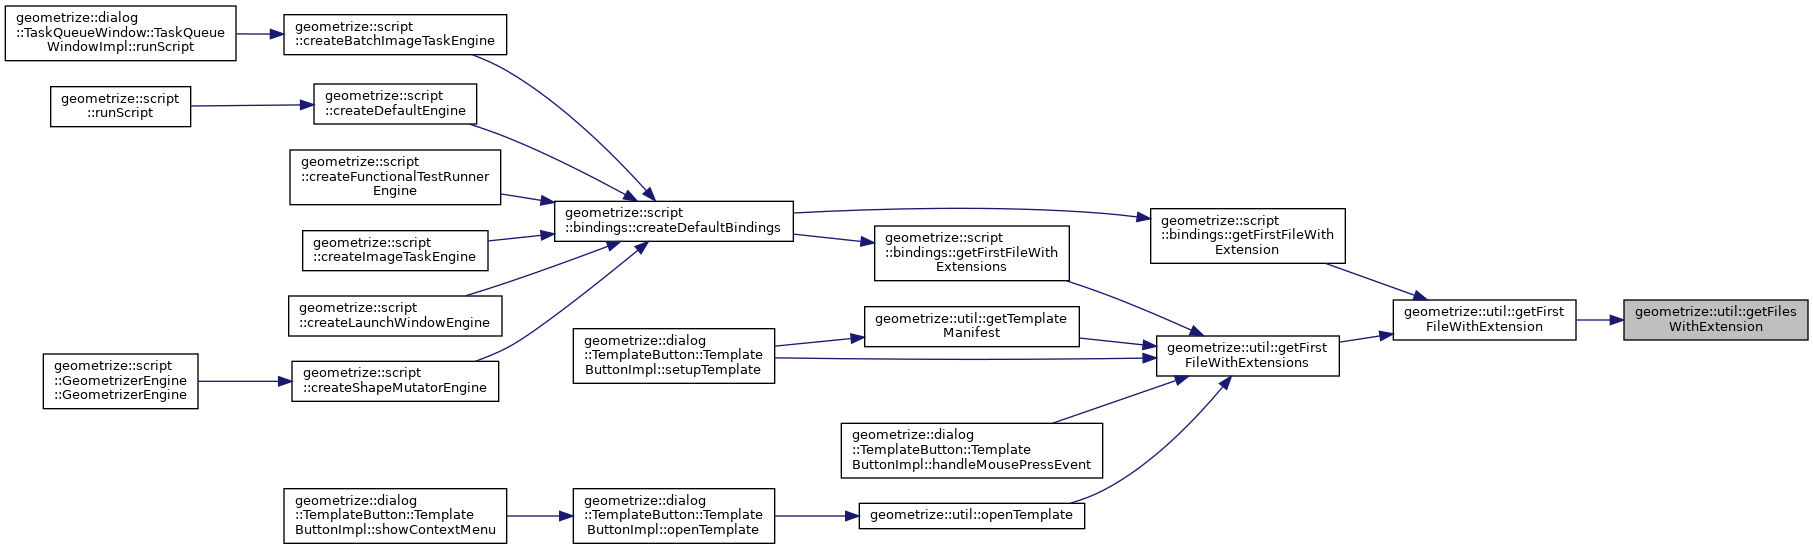 geometrize::dialog
::TaskQueueWindow::TaskQueue
WindowImpl::runScript
geometrize::script
::createBatchImageTaskEngine
geometrize::script
::runScript
geometrize::script
::createDefaultEngine
geometrize::script
::createFunctionalTestRunner
Engine
geometrize::script
::createImageTaskEngine
geometrize::script
::createLaunchWindowEngine
geometrize::script
::GeometrizerEngine
::GeometrizerEngine
geometrize::script
::createShapeMutatorEngine
geometrize::script
::bindings::createDefaultBindings
geometrize::script
::bindings::getFirstFileWith
Extensions
geometrize::script
::bindings::getFirstFileWith
Extension
geometrize::util::getTemplate
Manifest
geometrize::dialog
::TemplateButton::Template
ButtonImpl::setupTemplate
geometrize::util::getFirst
FileWithExtensions
geometrize::util::getFirst
FileWithExtension
geometrize::util::getFiles
WithExtension
geometrize::dialog
::TemplateButton::Template
ButtonImpl::handleMousePressEvent
geometrize::dialog
::TemplateButton::Template
ButtonImpl::showContextMenu
geometrize::dialog
::TemplateButton::Template
ButtonImpl::openTemplate
geometrize::util::openTemplate